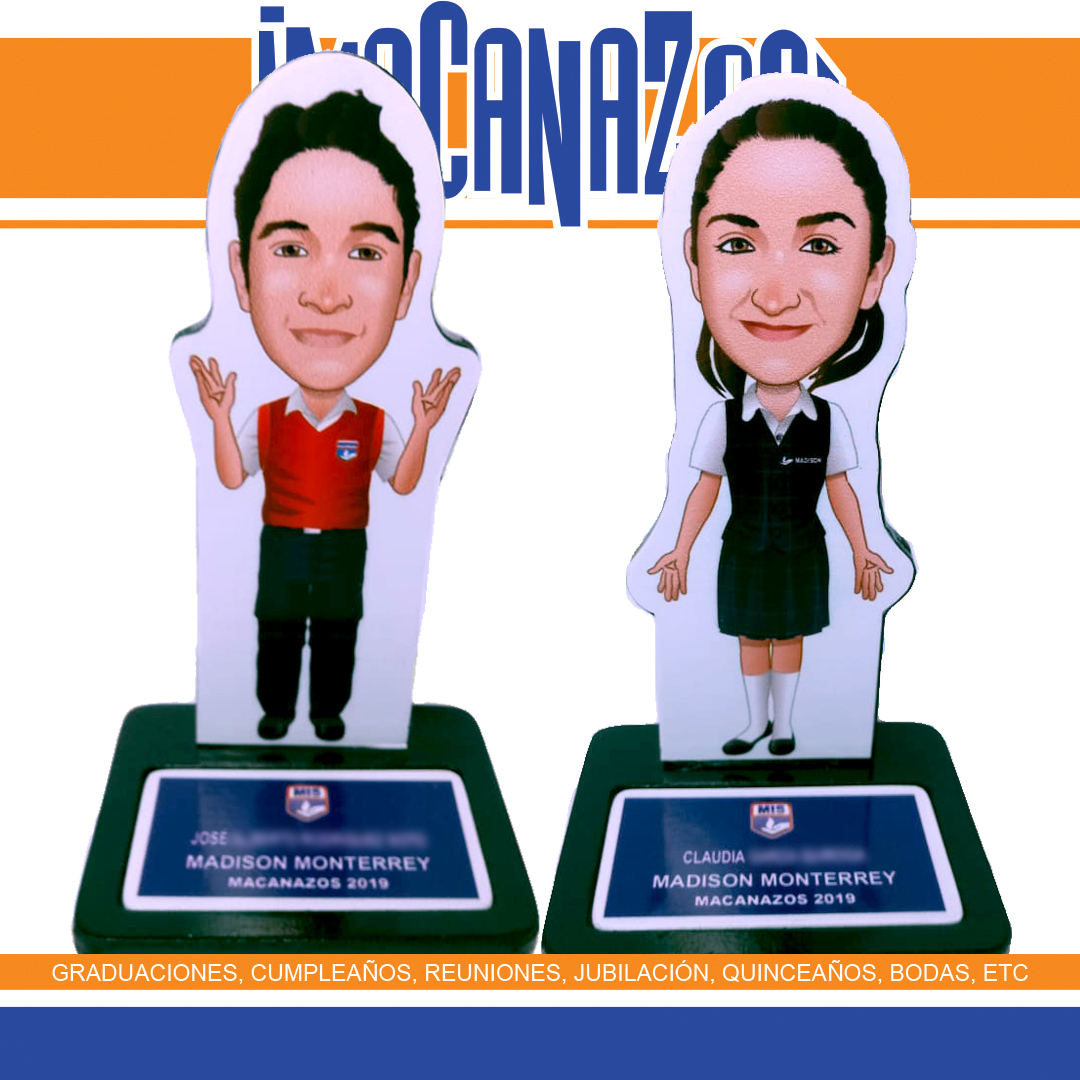 ¡MACANAZOS!
MADISON
MIS
JOSE
MADISON MONTERREY
MACANAZOS 2019
MIS
CLAUDIA
MADISON MONTERREY
MACANAZOS 2019
GRADUACIONES, CUMPLEAÑOS, REUNIONES, JUBILACIÓN, QUINCEAÑOS, BODAS, ETC